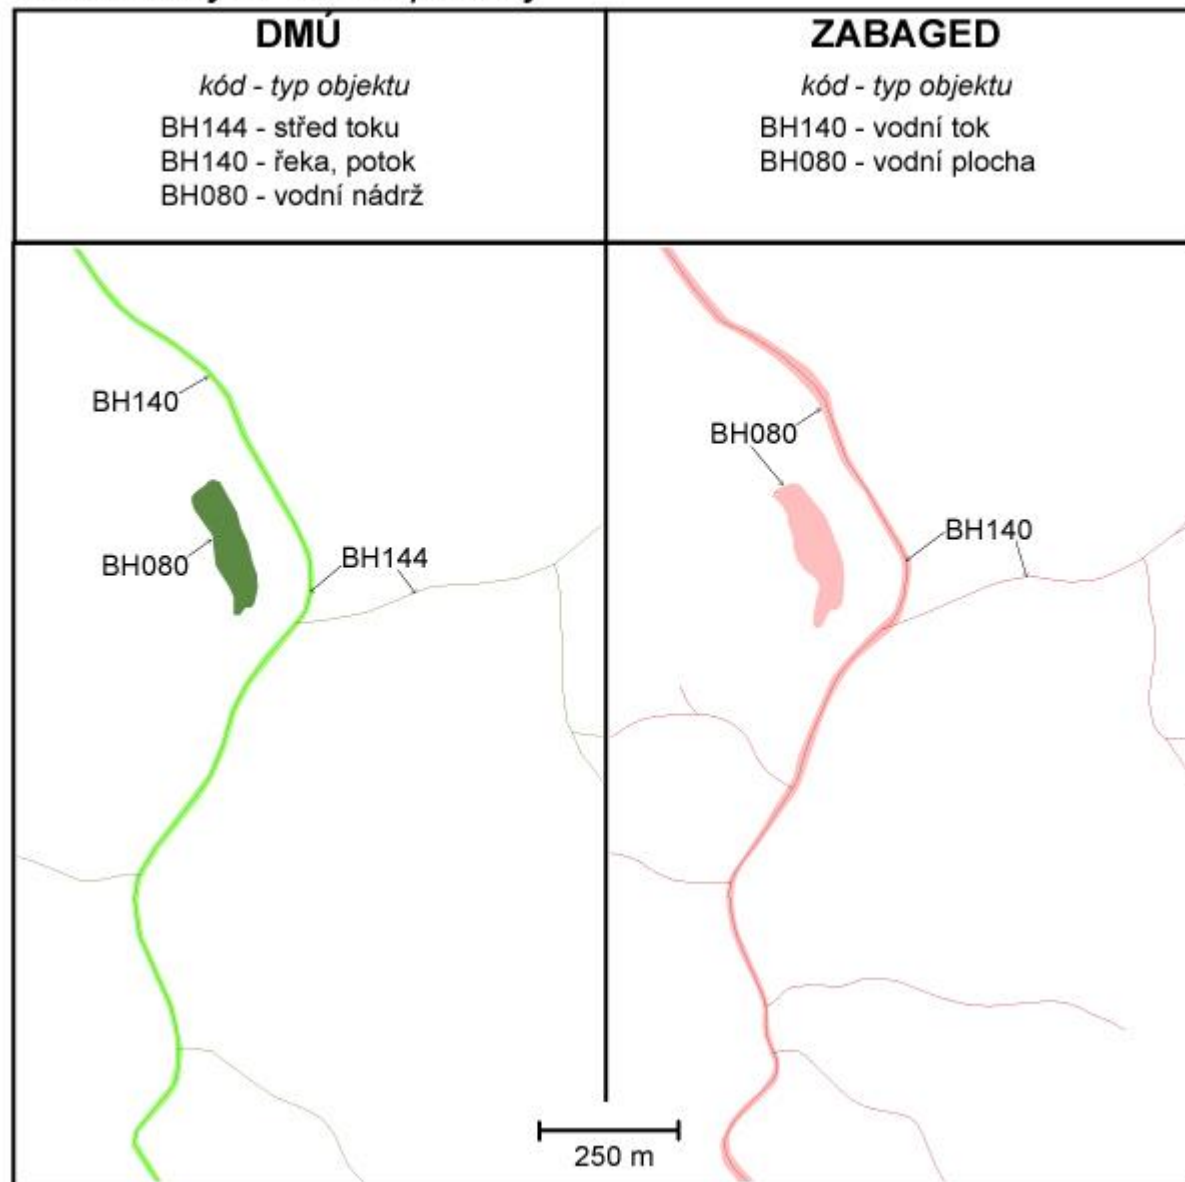 DMÚ
kód - typ objektu
BH144 - střed toku
BH140 - řeka, potok
BH080 - vodní nádrž
ZABAGED
kód - typ objektu
BH140 - vodní tok
BH080 - vodní plocha
BH140
BH080
BH144
BH080
BH140
250 m